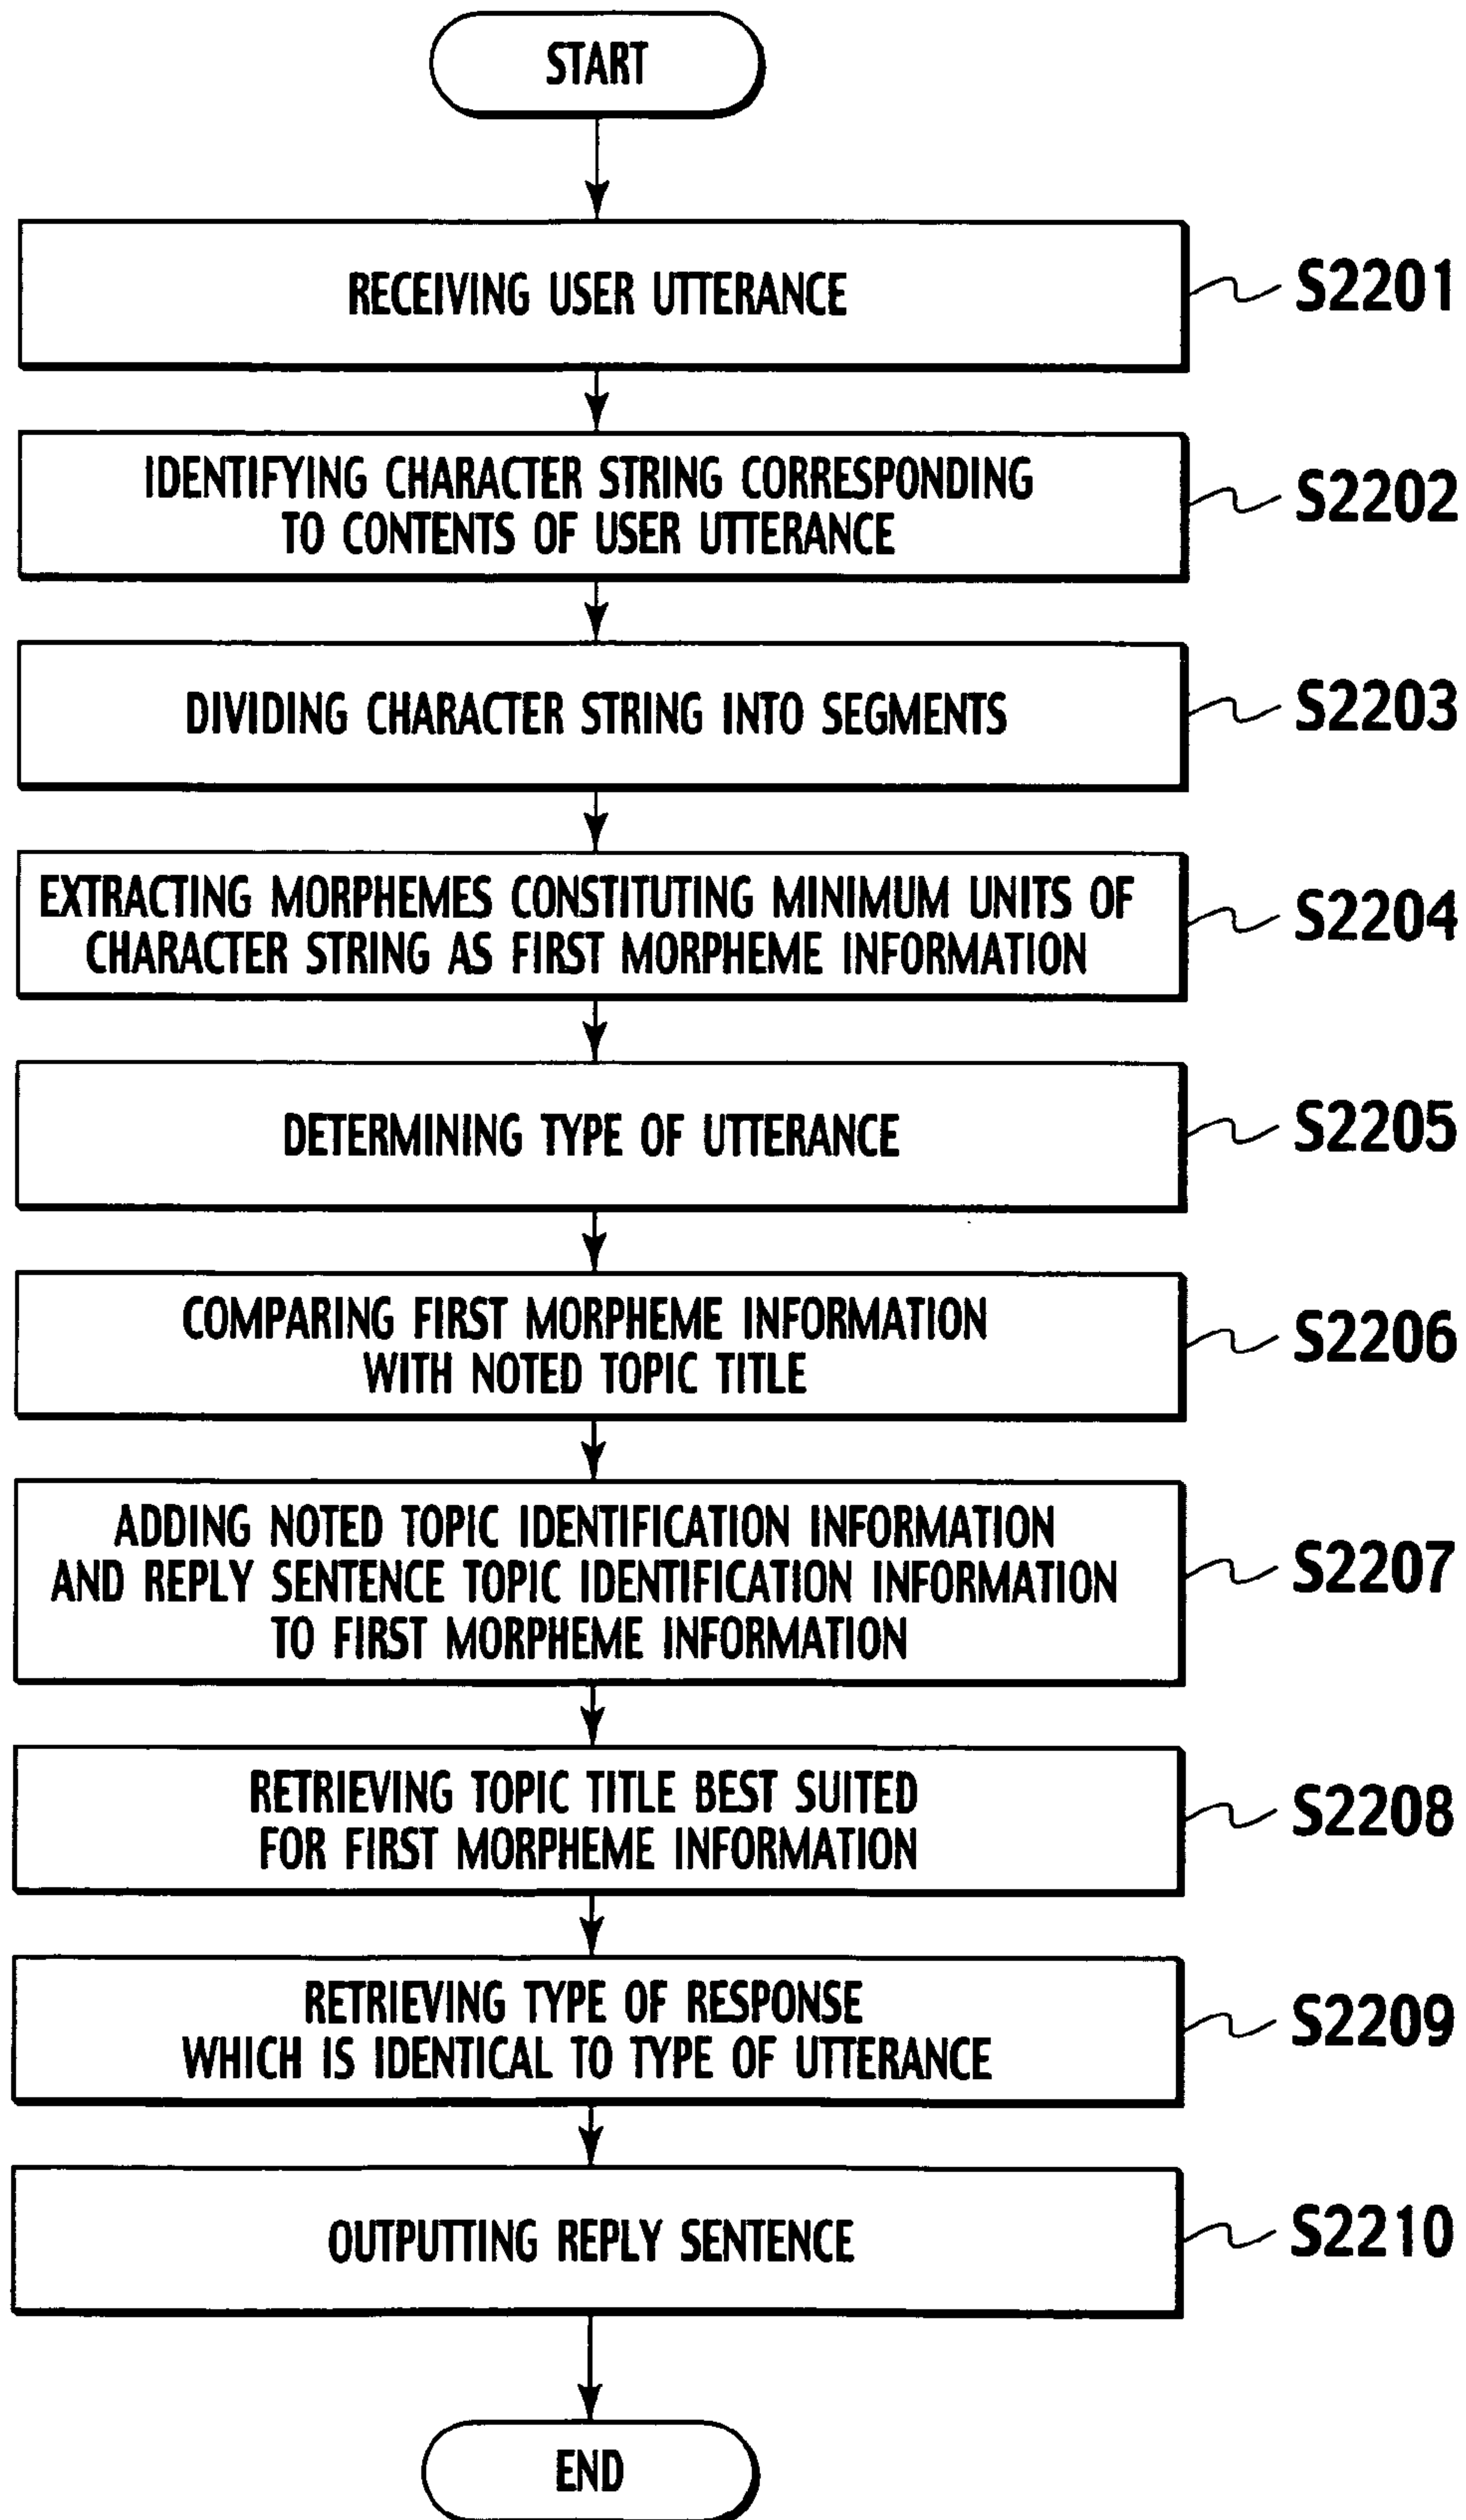 START
RECEIVING USER UTTERANCE
S2201
IDENTIFYING CHARACTER STRING CORRESPONDING
TO CONTENTS OF USER UTTERANCE
S2202
DIVIDING CHARACTER STRING INTO SEGMENTS
S2203
EXTRACTING MORPHEMES CONSTITUTING MINIMUM UNITS OF
CHARACTER STRING AS FIRST MORPHEME INFORMATION
S2204
DETERMINING TYPE OF UTTERANCE
S2205
COMPARING FIRST MORPHEME INFORMATION
WITH NOTED TOPIC TITLE
S2206
ADDING NOTED TOPIC IDENTIFICATION INFORMATION
AND REPLY SENTENCE TOPIC IDENTIFICATION INFORMATION
TO FIRST MORPHEME INFORMATION
S2207
RETRIEVING TOPIC TITLE BEST SUITED
FOR FIRST MORPHEME INFORMATION
S2208
RETRIEVING TYPE OF RESPONSE
WHICH IS IDENTICAL TO TYPE OF UTTERANCE
S2209
OUTPUTTING REPLY SENTENCE
S2210
END